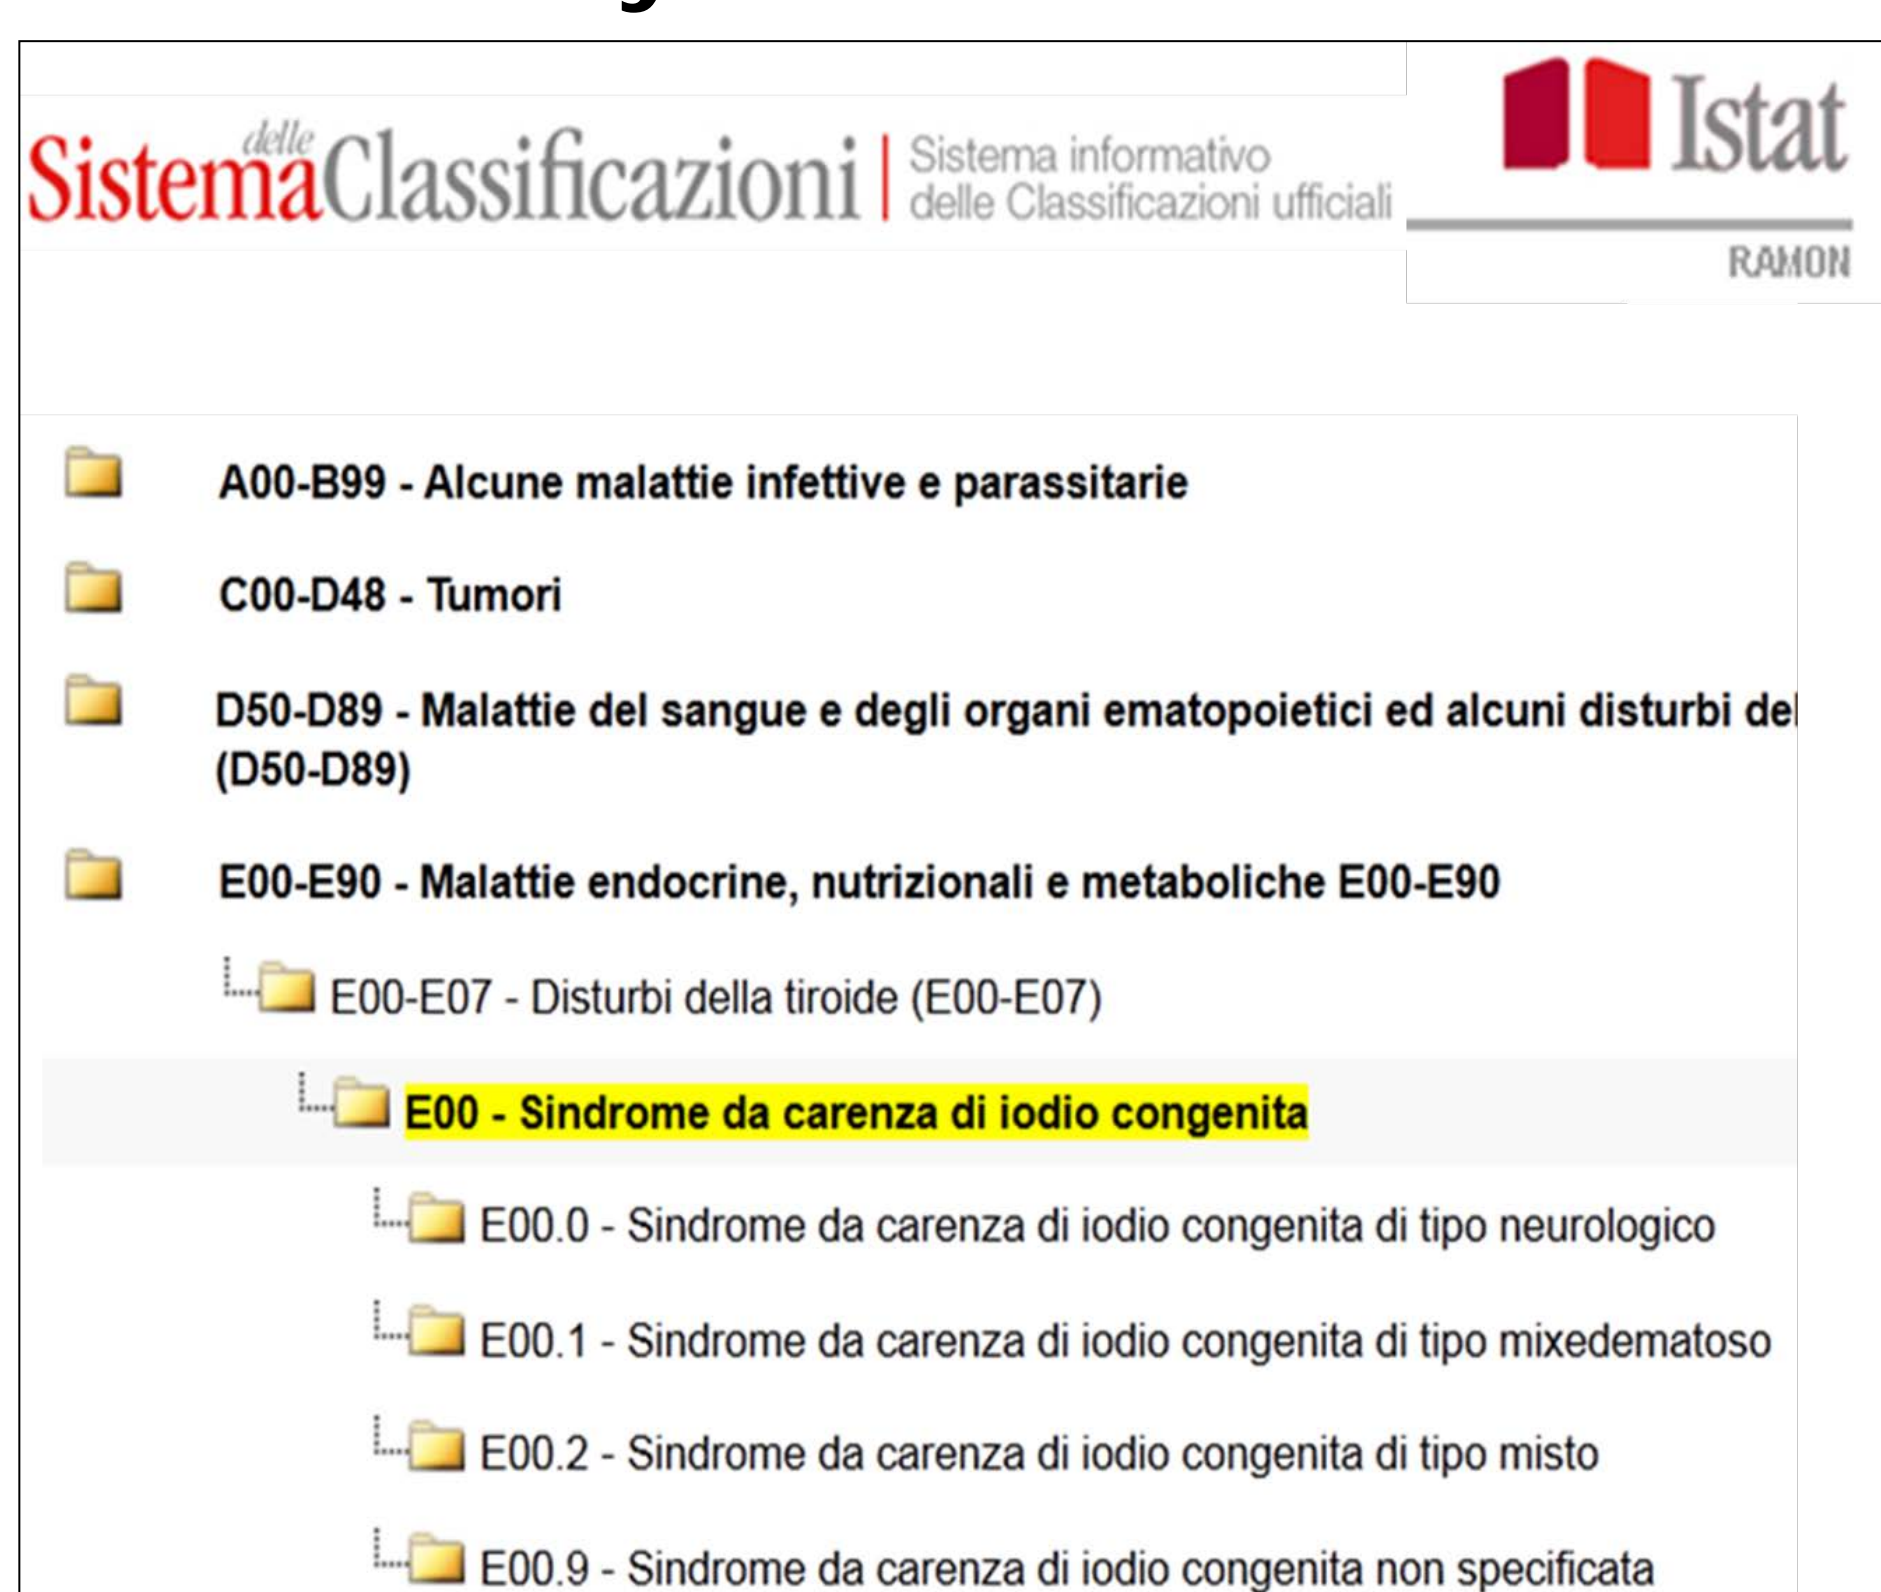 Sistema delle Classificazioni | Sistema informativo
delle Classificazioni ufficiali
Istat
RAMON
A00-B99 - Alcune malattie infettive e parassitarie
C00-D48 - Tumori
D50-D89 - Malattie del sangue e degli organi ematopoietici ed alcuni disturbi del
(D50-D89)
E00-E90 - Malattie endocrine, nutrizionali e metaboliche E00-E90
E00-E07 - Disturbi della tiroide (E00-E07)
E00 - Sindrome da carenza di iodio congenita
E00.0 - Sindrome da carenza di iodio congenita di tipo neurologico
E00.1 - Sindrome da carenza di iodio congenita di tipo mixedematoso
E00.2 - Sindrome da carenza di iodio congenita di tipo misto
E00.9 - Sindrome da carenza di iodio congenita non specificata